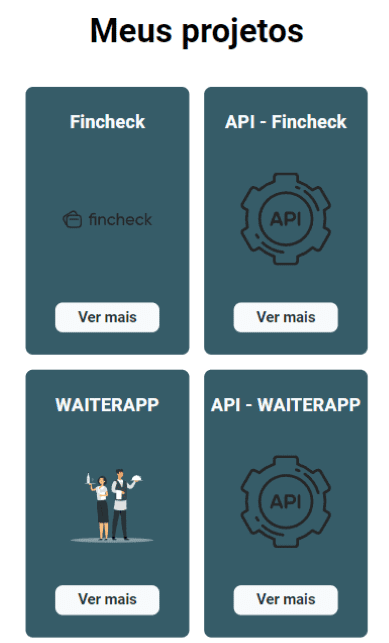 Meus projetos
Fincheck
API - Fincheck
fincheck
API
Ver mais
Ver mais
WAITERAPP
API - WAITERAPP
API
Ver mais
Ver mais